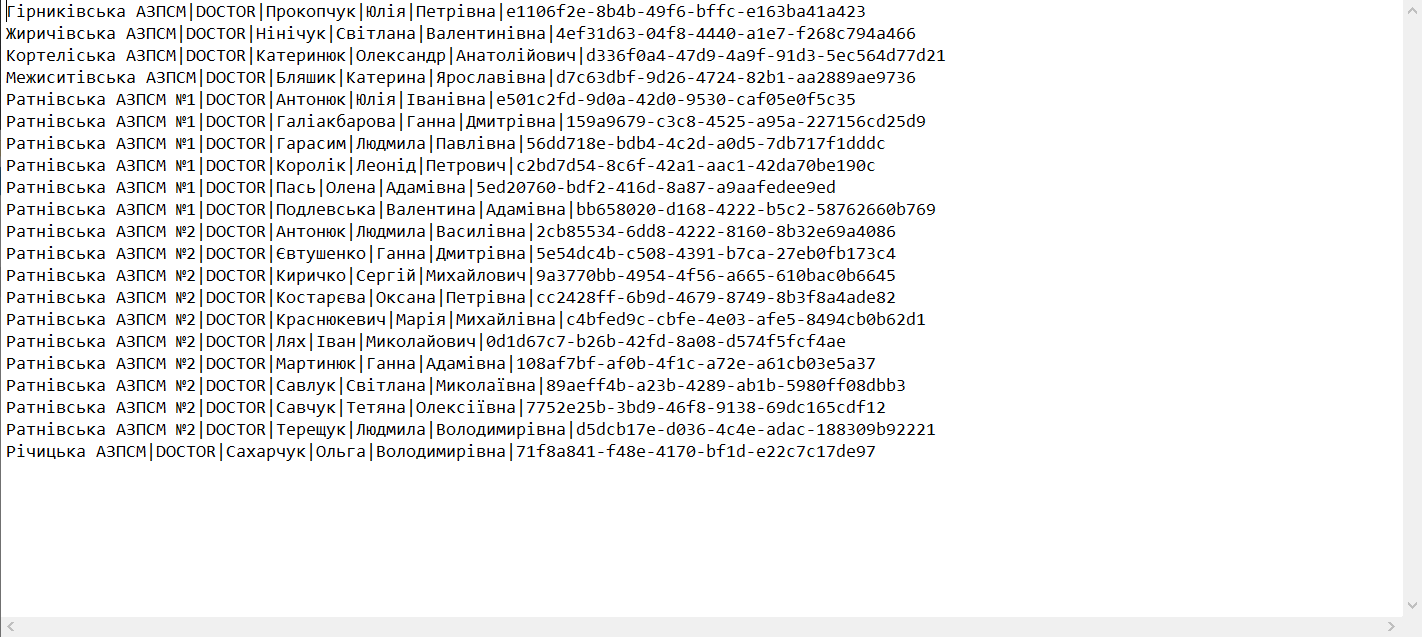 Гірниківська АЗПСМ|DOCTOR|Прокопчук|Юлія|Петрівна|e1106f2e-8b4b-49f6-bffc-e163ba41a423
Жиричівська АЗПСМ|DOCTOR|Нінічук|Світлана|Валентинівна|4ef31d63-04f8-4440-a1e7-f268c794a466
Кортеліська АЗПСМ|DOCTOR|Катеринюк|Олександр|Анатолійович|d336f0a4-47d9-4a9f-91d3-5ec564d77d21
Межиситівська АЗПСМ|DOCTOR|Бляшик|Катерина|Ярославівна|d7c63dbf-9d26-4724-82b1-aa2889ae9736
Ратнівська АЗПСМ №1|DOCTOR|Антонюк|Юлія|Іванівна|e501c2fd-9d0a-42d0-9530-caf05e0f5c35
Ратнівська АЗПСМ №1|DOCTOR|Галіакбарова|Ганна|Дмитрівна|159a9679-c3c8-4525-a95a-227156cd25d9
Ратнівська АЗПСМ №1|DOCTOR|Гарасим|Людмила|Павлівна|56dd718e-bdb4-4c2d-a0d5-7db717f1dddc
Ратнівська АЗПСМ №1|DOCTOR|Королік|Леонід|Петрович|c2bd7d54-8c6f-42a1-aac1-42da70be190c
Ратнівська АЗПСМ №1|DOCTOR|Пась|Олена|Адамівна|5ed20760-bdf2-416d-8a87-a9aafedee9ed
Ратнівська АЗПСМ №1|DOCTOR|Подлевська|Валентина|Адамівна|bb658020-d168-4222-b5c2-58762660b769
Ратнівська АЗПСМ №2|DOCTOR|Антонюк|Людмила|Василівна|2cb85534-6dd8-4222-8160-8b32e69a4086
Ратнівська АЗПСМ №2|DOCTOR|Євтушенко|Ганна|Дмитрівна|5e54dc4b-c508-4391-b7ca-27eb0fb173c4
Ратнівська АЗПСМ №2|DOCTOR|Киричко|Сергій|Михайлович|9a3770bb-4954-4f56-a665-610bac0b6645
Ратнівська АЗПСМ №2|DOCTOR|Костарєва|Оксана|Петрівна|cc2428ff-6b9d-4679-8749-8b3f8a4ade82
Ратнівська АЗПСМ №2|DOCTOR|Краснюкевич|Марія|Михайлівна|c4bfed9c-cbfe-4e03-afe5-8494cb0b62d1
Ратнівська АЗПСМ №2|DOCTOR|Лях|Іван|Миколайович|0d1d67c7-b26b-42fd-8a08-d574f5fcf4ae
Ратнівська АЗПСМ №2|DOCTOR|Мартинюк|Ганна|Адамівна|108af7bf-af0b-4f1c-a72e-a61cb03e5a37
Ратнівська АЗПСМ №2|DOCTOR|Савлук|Світлана|Миколаївна|89aeff4b-a23b-4289-ab1b-5980ff08dbb3
Ратнівська АЗПСМ №2|DOCTOR|Савчук|Тетяна|Олексіївна|7752e25b-3bd9-46f8-9138-69dc165cdf12
Ратнівська АЗПСМ №2|DOCTOR|Терещук|Людмила|Володимирівна|d5dcb17e-d036-4c4e-adac-188309b92221
Річицька АЗПСМ|DOCTOR|Сахарчук|Ольга|Володимирівна|71f8a841-f48e-4170-bf1d-e22c7c17de97